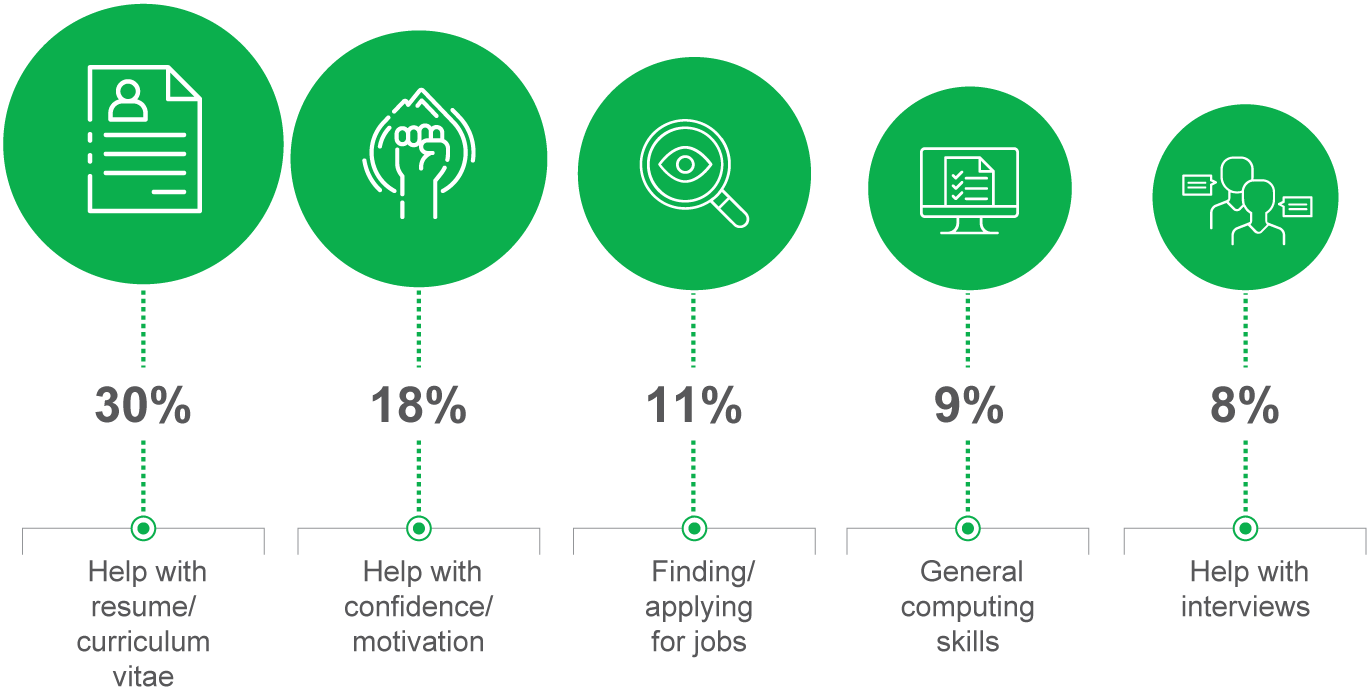 30%
18%
11%
9%
8%
Help with
resume/
curriculum
vitae
Help with
confidence/
motivation
Finding/
applying
for jobs
General
computing
skills
Help with
interviews